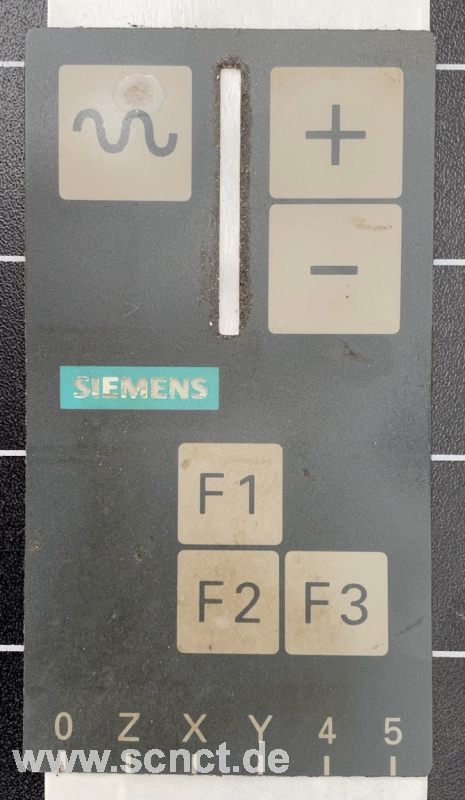 +
-
SIEMENS
F1
F2 F3
0 Z X Y 4 5
www.scnct.de